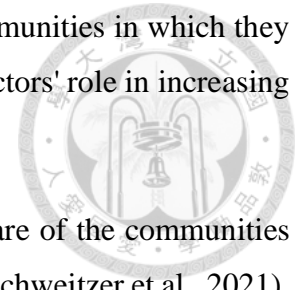 munities in which they
ctors' role in increasing
are of the communities
chweitzer et al., 2021).